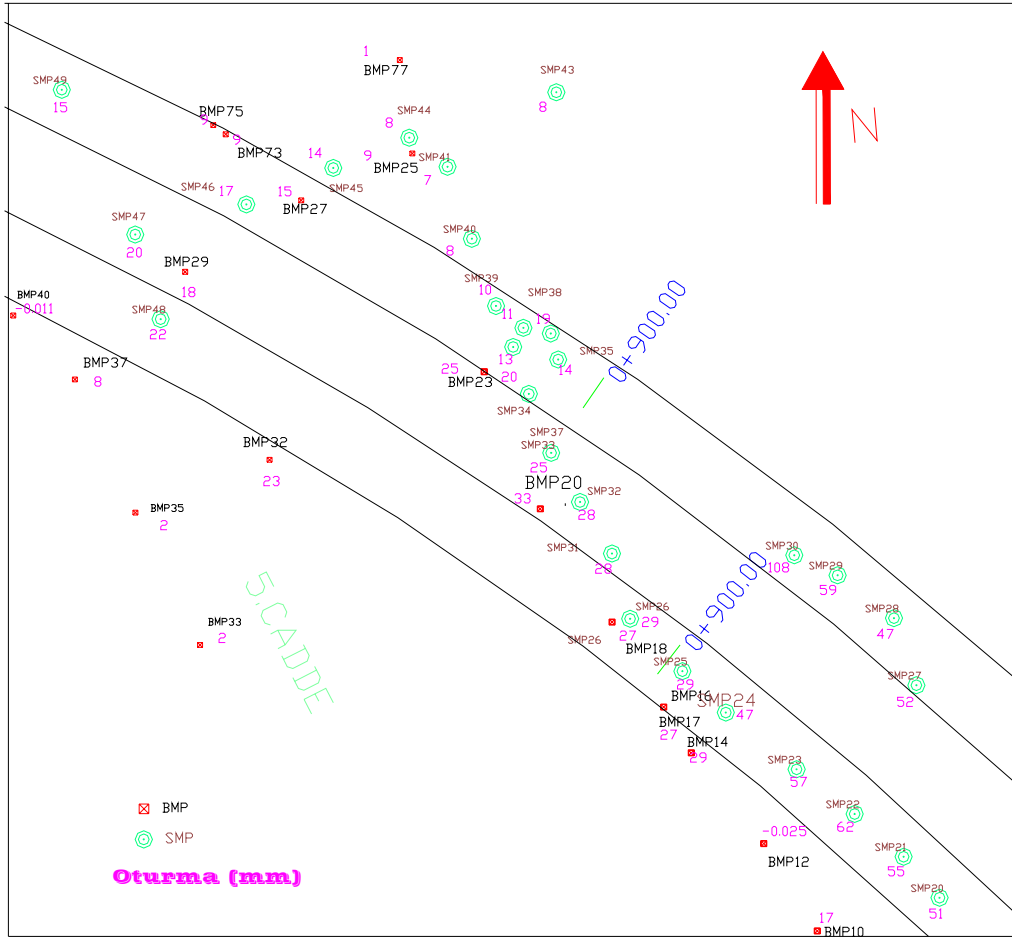 1
BMP77
SMP43
8
SMP49
15
BMP75
9
9
BMP73
SMP44
8
9
BMP25
SMP41
7
N
14
SMP45
SMP46
17
15
BMP27
SMP47
20
SMP40
8
BMP29
18
SMP39
10
SMP38
11
19
BMP40
-0.011
SMP48
22
13
SMP35
14
0+900.00
BMP37
8
25
BMP23
20
SMP34
SMP37
SMP33
25
BMP32
23
BMP20
33
SMP32
28
BMP35
2
SMP31
28
SMP30
108
SMP29
59
0+900.00
SMP28
47
5.CADDE
BMP33
2
SMP26
29
27
SMP26
BMP18
SMP25
29
SMP27
52
BMP16
SMP24
47
BMP17
27
BMP14
29
SMP23
57
BMP
SMP
Oturma (mm)
SMP22
62
-0.025
BMP12
SMP21
55
SMP20
51
17
BMP10